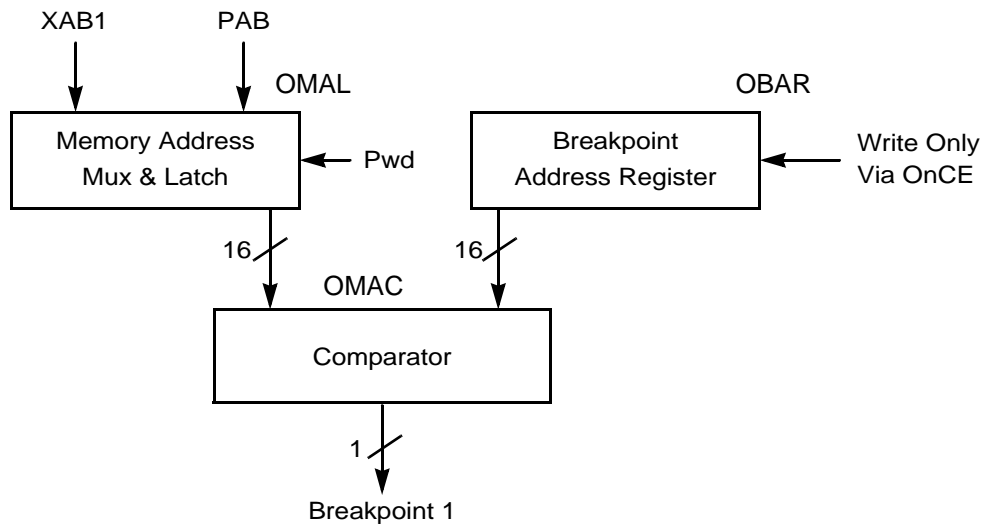 XAB1
PAB
OMAL
OBAR
Memory Address
Mux & Latch
Pwd
Breakpoint
Address Register
Write Only
Via OnCE
16
16
OMAC
Comparator
1
Breakpoint 1